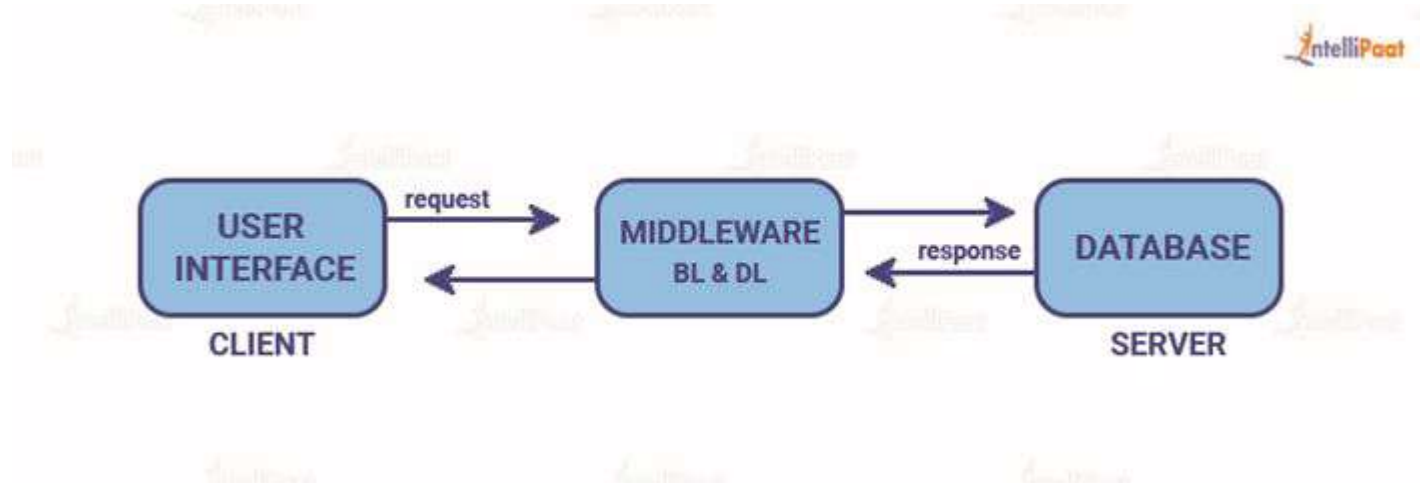 IntelliPaat
request
USER
INTERFACE
CLIENT
MIDDLEWARE
BL & DL
response
DATABASE
SERVER